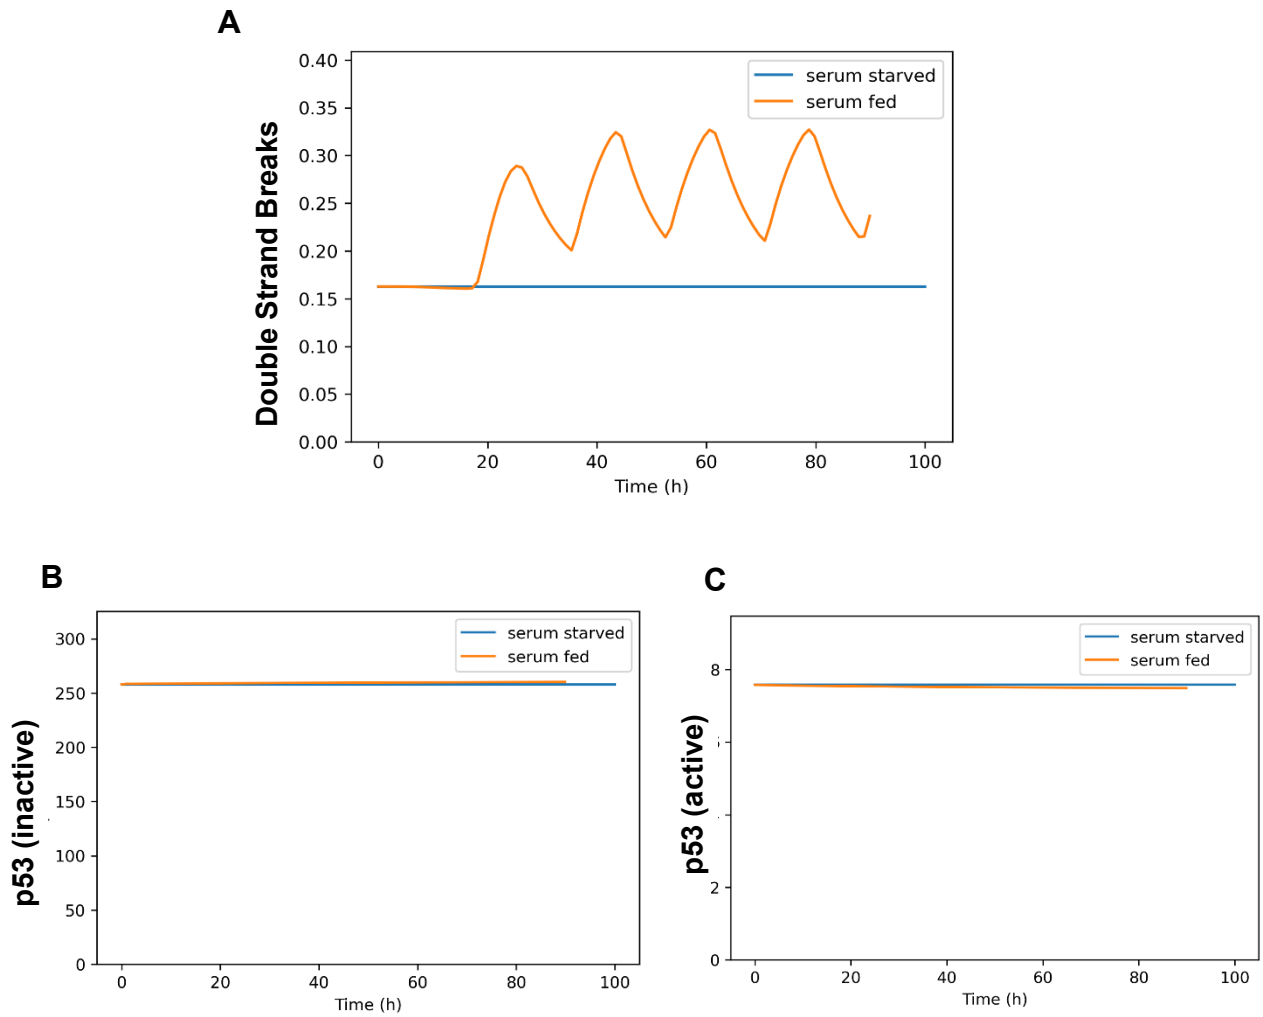 A
Double Strand Breaks
0.40
0.35
0.30
0.25
0.20
0.15
0.10
0.05
0.00
serum starved
serum fed
0 20 40 60 80 100
Time (h)
B
p53 (inactive)
300
250
200
150
100
50
0
serum starved
serum fed
0 20 40 60 80 100
Time (h)
C
p53 (active)
8
2
0
serum starved
serum fed
0 20 40 60 80 100
Time (h)